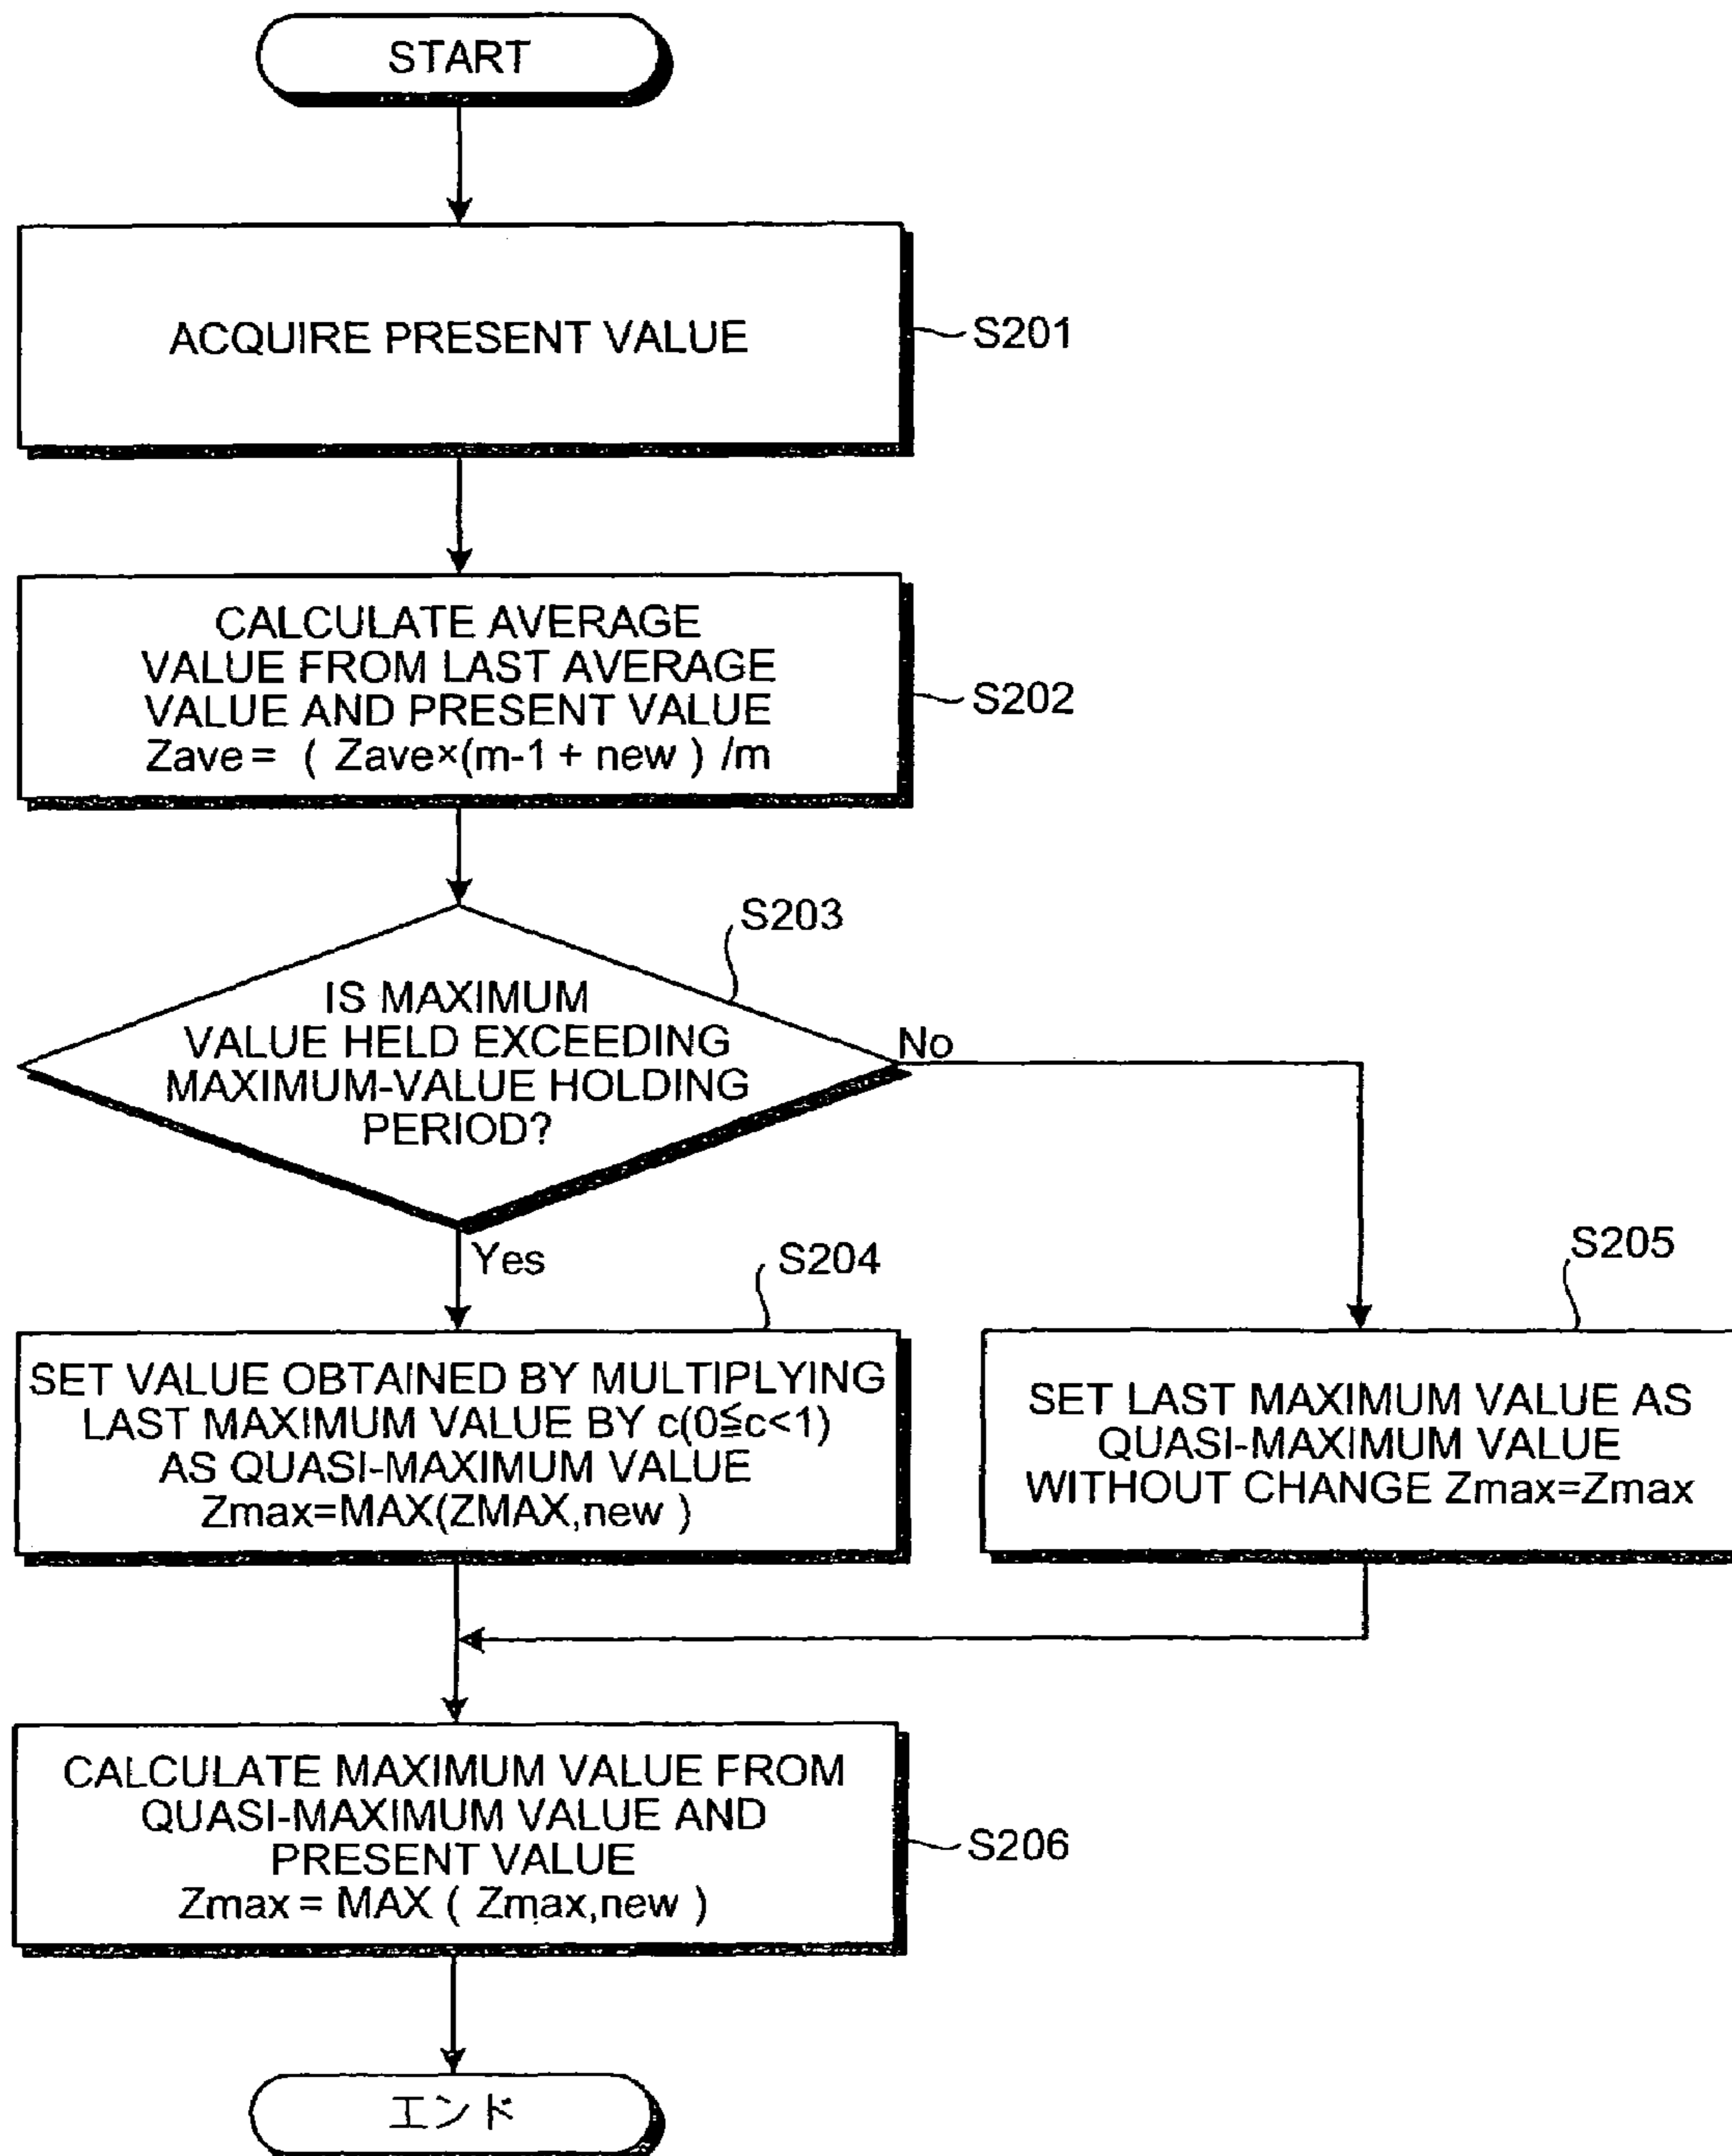 START
ACQUIRE PRESENT VALUE
S201
CALCULATE AVERAGE
VALUE FROM LAST AVERAGE
VALUE AND PRESENT VALUE
Zave = ( Zave×(m-1 + new ) /m
S202
S203
IS MAXIMUM
VALUE HELD EXCEEDING
MAXIMUM-VALUE HOLDING
PERIOD?
No
Yes
S204
SET VALUE OBTAINED BY MULTIPLYING
LAST MAXIMUM VALUE BY c(0≦c<1)
AS QUASI-MAXIMUM VALUE
Zmax=MAX(ZMAX,new )
S205
SET LAST MAXIMUM VALUE AS
QUASI-MAXIMUM VALUE
WITHOUT CHANGE Zmax=Zmax
CALCULATE MAXIMUM VALUE FROM
QUASI-MAXIMUM VALUE AND
PRESENT VALUE
Zmax = MAX ( Zmax,new )
S206
エンド